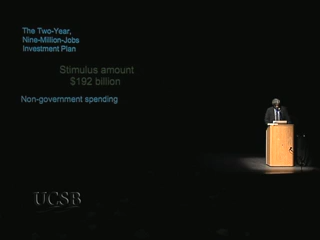 The Two-Year,
Nine-Million-Jobs
Investment Plan
Stimulus amount
$192 billion
Non-government spending
UCSB